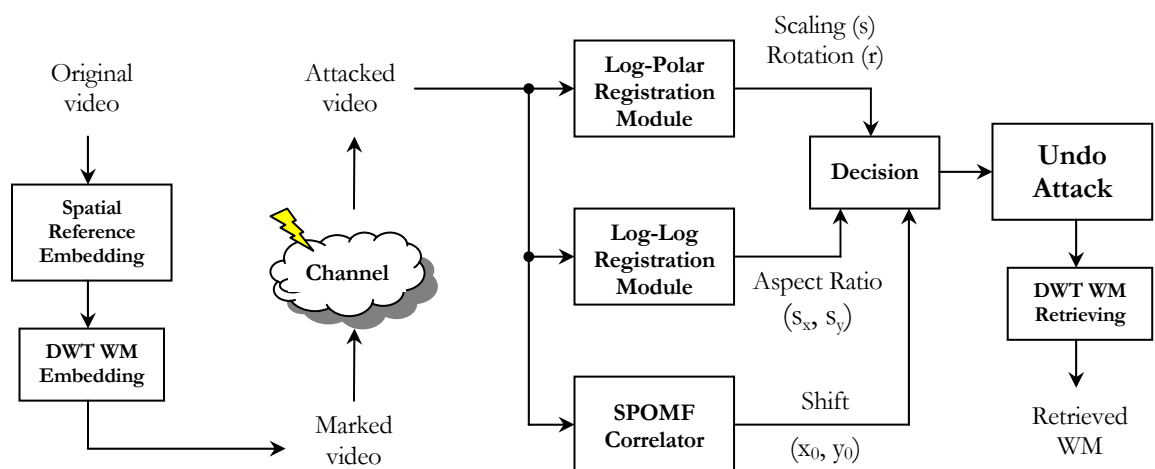 Original
video
Spatial
Reference
Embedding
DWT WM
Embedding
Attacked
video
Channel
Marked
video
Log-Polar
Registration
Module
Scaling (s)
Rotation (r)
Log-Log
Registration
Module
Aspect Ratio
(sₓ, s_y)
SPOMF
Correlator
Shift
(x₀, y₀)
Decision
Undo
Attack
DWT WM
Retrieving
Retrieved
WM